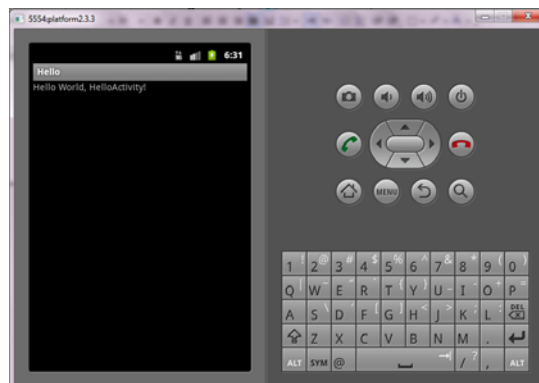 5554:platform2.3.3
6:31
Hello
Hello World, HelloActivity!
MENU
1 ! 2 @ 3 # 4 $ 5 % 6 ^ 7 & 8 * 9 ( 0 )
Q | W ~ E " R ` T { Y } U _ I - O + P =
A S \ D ' F [ G ] H < J > K ; L : DEL
Z X C V B N M .
ALT SYM @ / ? , ALT